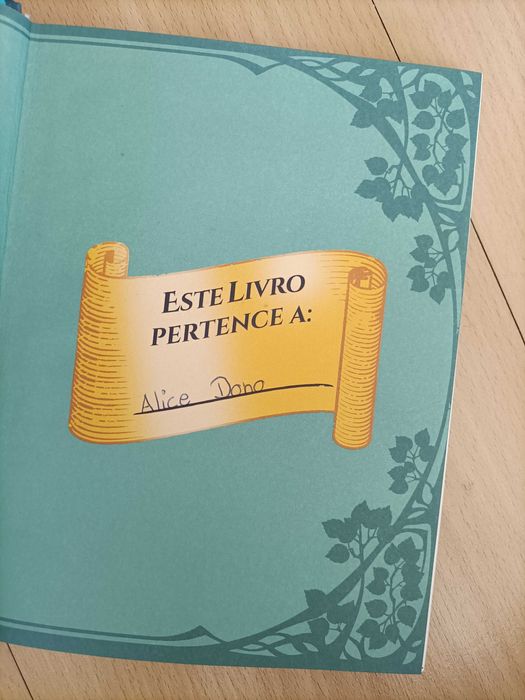 ESTE LIVRO
PERTENCE A:
Alice Dono